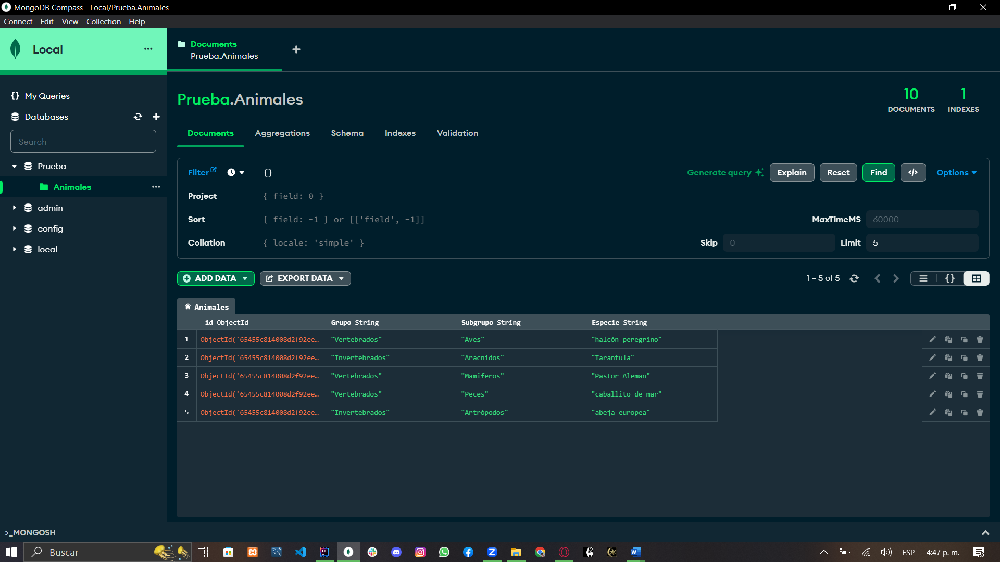 MongoDB Compass - Local/Prueba.Animales
Connect Edit View Collection Help
Local ...
Documents
Prueba.Animales
+
{} My Queries
Databases
Search
Prueba
Animales ...
admin
config
local
Prueba.Animales
10 DOCUMENTS
1 INDEXES
Documents Aggregations Schema Indexes Validation
Filter {} Generate query Explain Reset Find </> Options
Project { field: 0 }
Sort { field: -1 } or [['field', -1]] MaxTimeMS 60000
Collation { locale: 'simple' } Skip 0 Limit 5
ADD DATA EXPORT DATA 1 – 5 of 5 {}
Animales
_id ObjectId Grupo String Subgrupo String Especie String
1 ObjectId('65455c814008d2f92ee… "Vertebrados" "Aves" "halcón peregrino"
2 ObjectId('65455c814008d2f92ee… "Invertebrados" "Aracnidos" "Tarantula"
3 ObjectId('65455c814008d2f92ee… "Vertebrados" "Mamiferos" "Pastor Aleman"
4 ObjectId('65455c814008d2f92ee… "Vertebrados" "Peces" "caballito de mar"
5 ObjectId('65455c814008d2f92ee… "Invertebrados" "Artrópodos" "abeja europea"
>_MONGOSH
Buscar ESP 4:47 p. m.